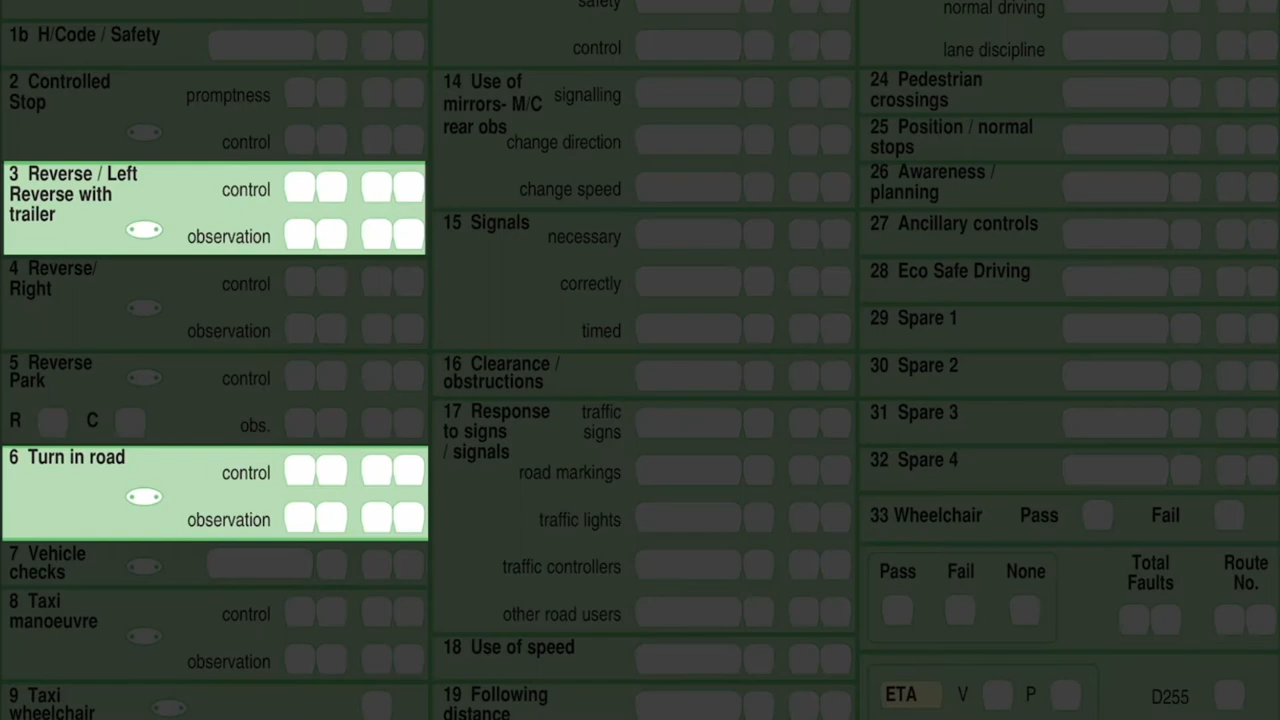 1b H/Code / Safety
2 Controlled
Stop
promptness
control
3 Reverse / Left
Reverse with
trailer
control
observation
4 Reverse/
Right
control
observation
5 Reverse
Park
control
R C obs.
6 Turn in road
control
observation
7 Vehicle
checks
8 Taxi
manoeuvre
control
observation
9 Taxi
wheelchair
safety
control
14 Use of
mirrors- M/C
rear obs
signalling
change direction
change speed
15 Signals
necessary
correctly
timed
16 Clearance /
obstructions
17 Response
to signs
/ signals
traffic
signs
road markings
traffic lights
traffic controllers
other road users
18 Use of speed
19 Following
distance
normal driving
lane discipline
24 Pedestrian
crossings
25 Position / normal
stops
26 Awareness /
planning
27 Ancillary controls
28 Eco Safe Driving
29 Spare 1
30 Spare 2
31 Spare 3
32 Spare 4
33 Wheelchair Pass Fail
Pass Fail None
Total
Faults
Route
No.
ETA V P
D255